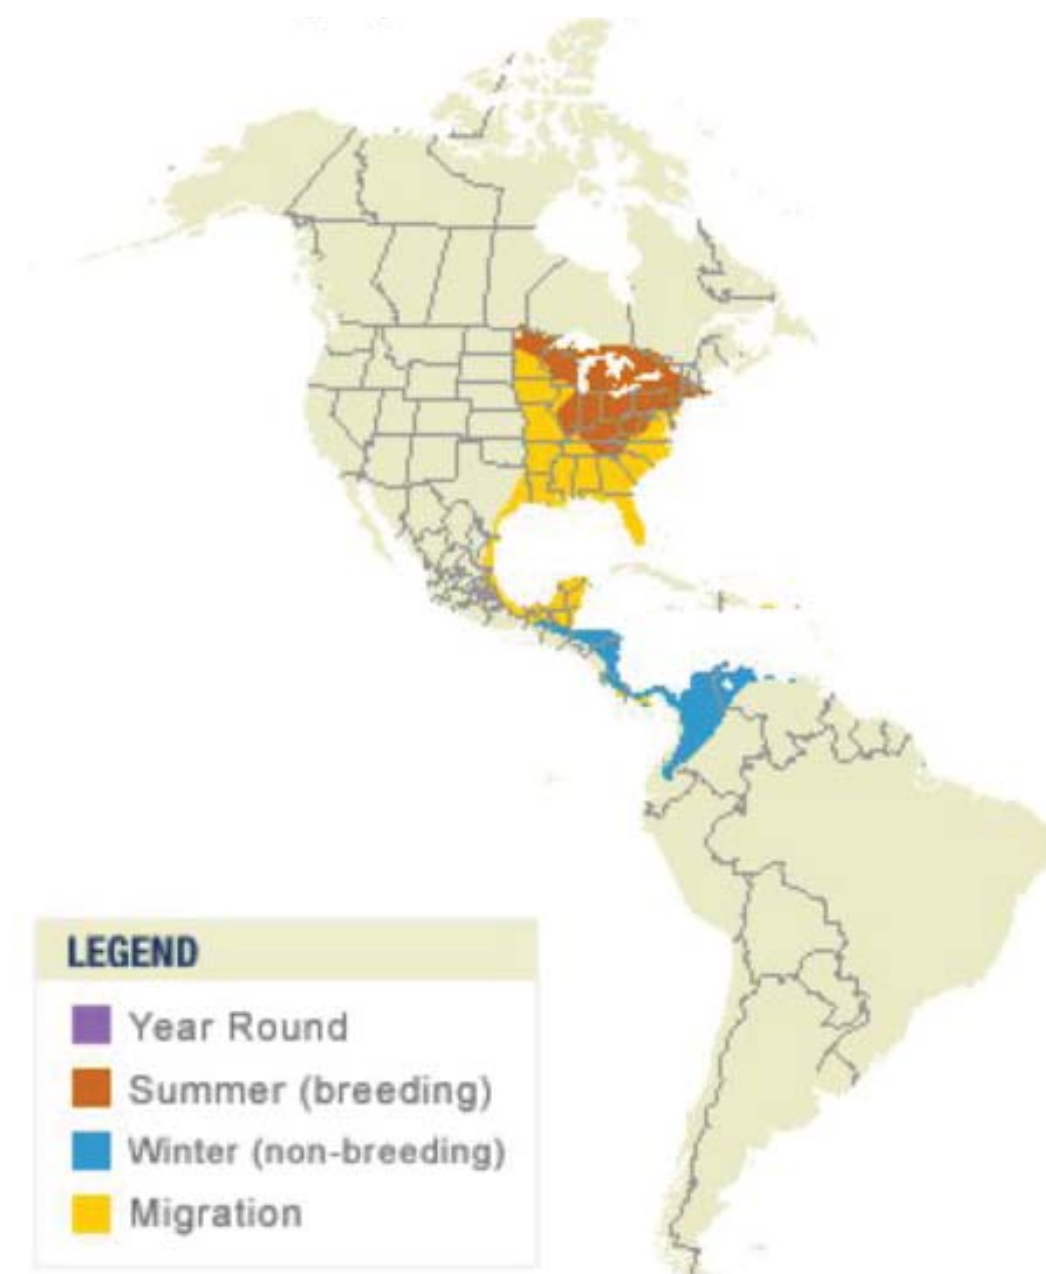 LEGEND
Year Round
Summer (breeding)
Winter (non-breeding)
Migration